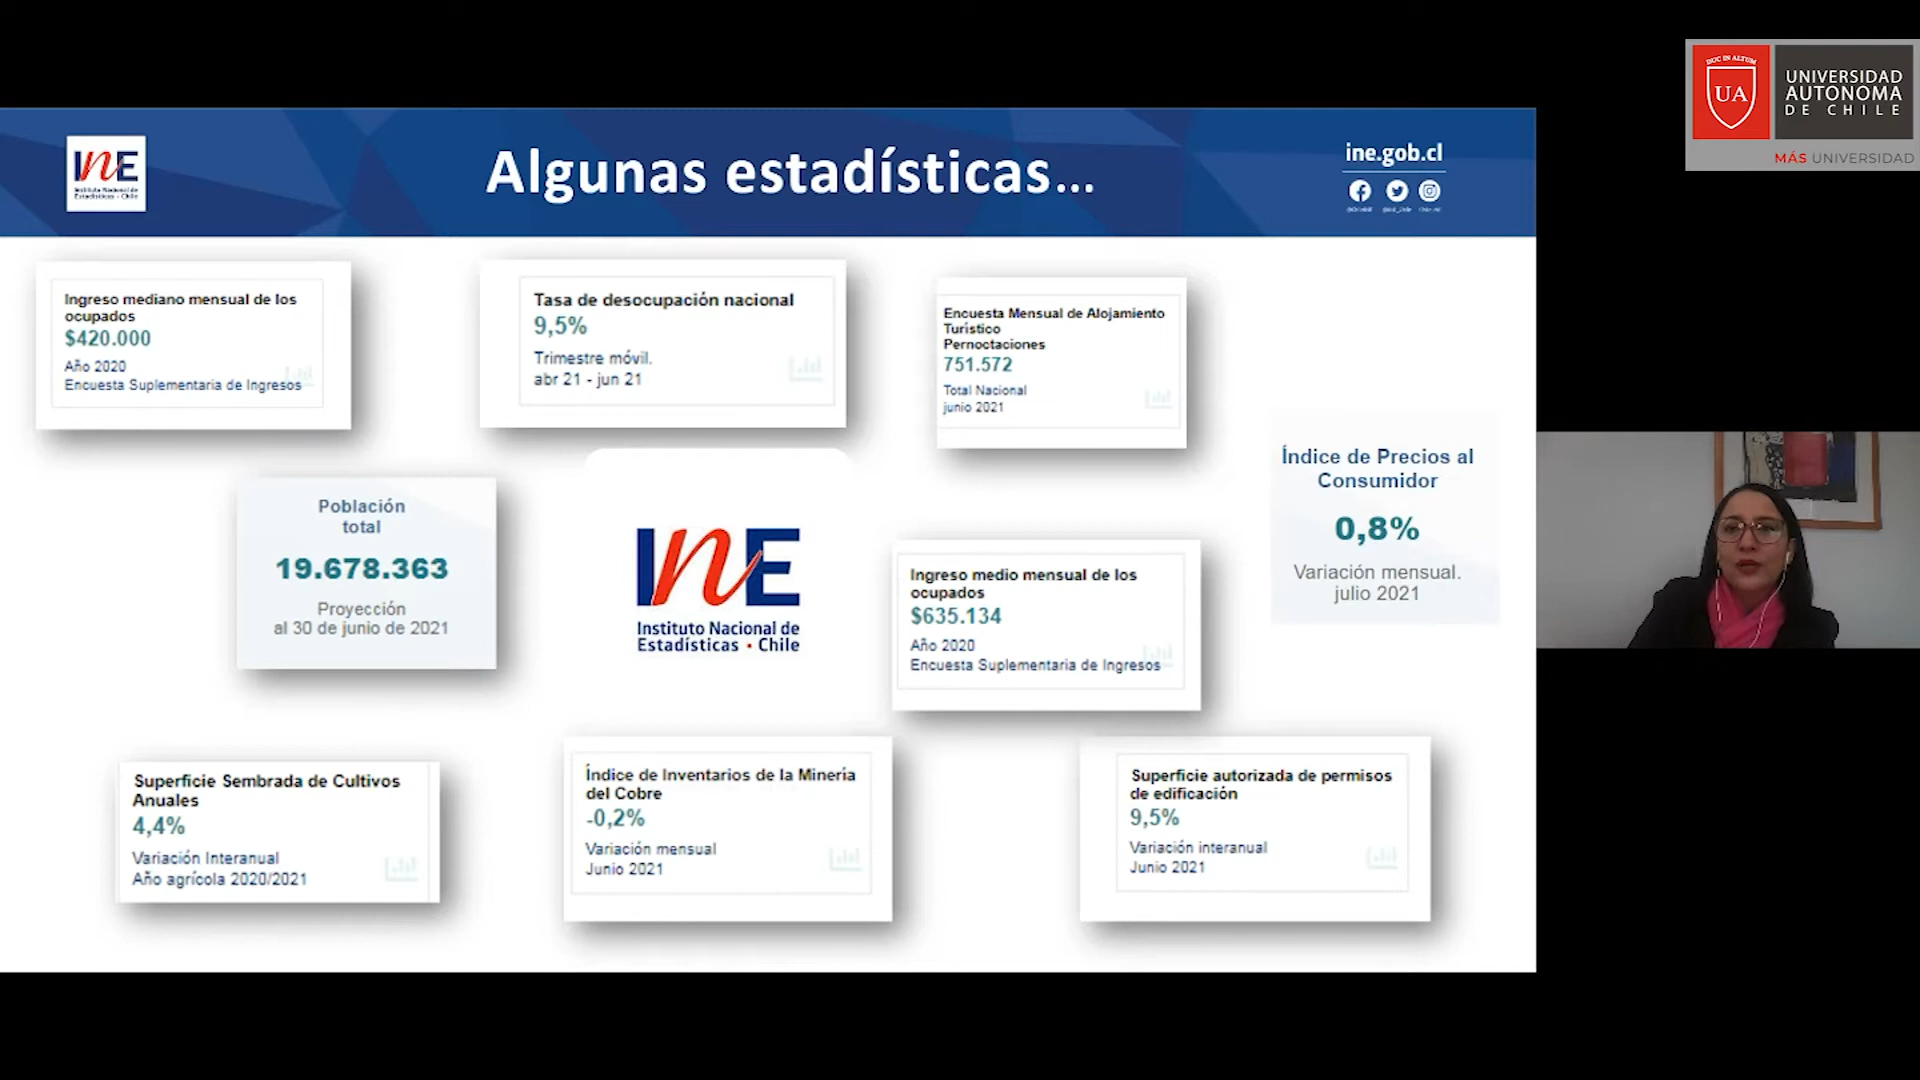 DUC IN ALTUM
UA
UNIVERSIDAD
AUTONOMA
DE CHILE
MÁS UNIVERSIDAD
INE
Instituto Nacional de
Estadísticas • Chile
Algunas estadísticas...
ine.gob.cl
Ingreso mediano mensual de los
ocupados
$420.000
Año 2020
Encuesta Suplementaria de Ingresos
Tasa de desocupación nacional
9,5%
Trimestre móvil.
abr 21 - jun 21
Encuesta Mensual de Alojamiento
Turístico
Pernoctaciones
751.572
Total Nacional
junio 2021
Índice de Precios al
Consumidor
0,8%
Variación mensual.
julio 2021
Población
total
19.678.363
Proyección
al 30 de junio de 2021
INE
Instituto Nacional de
Estadísticas • Chile
Ingreso medio mensual de los
ocupados
$635.134
Año 2020
Encuesta Suplementaria de Ingresos
Superficie Sembrada de Cultivos
Anuales
4,4%
Variación Interanual
Año agrícola 2020/2021
Índice de Inventarios de la Minería
del Cobre
-0,2%
Variación mensual
Junio 2021
Superficie autorizada de permisos
de edificación
9,5%
Variación interanual
Junio 2021